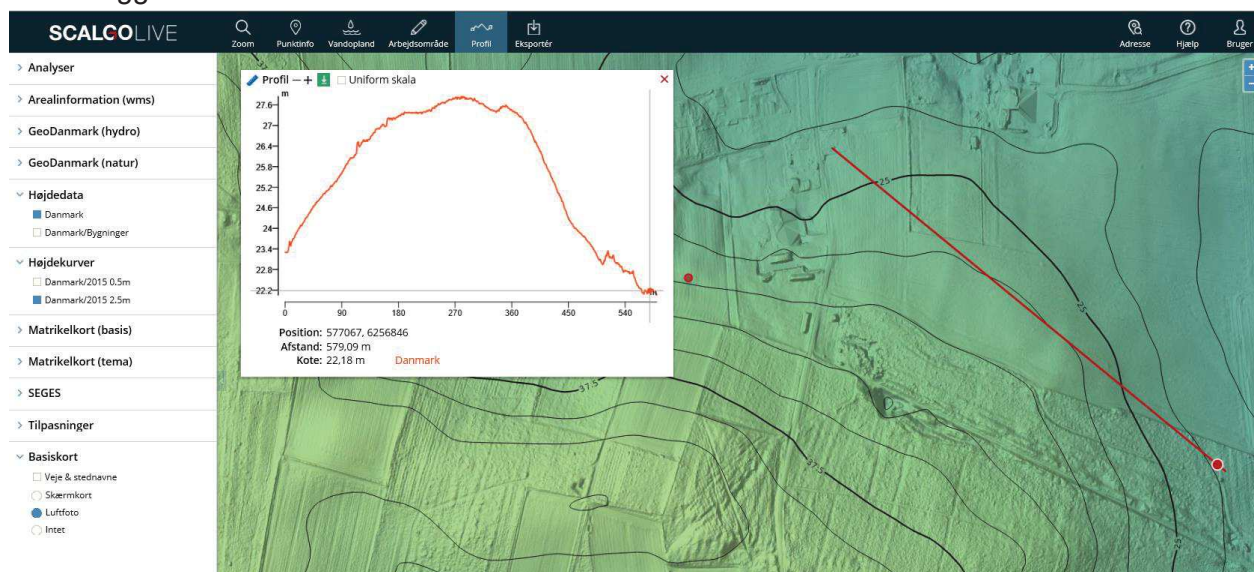 SCALGOLIVE
Zoom
Punktinfo
Vandopland
Arbejdsområde
Profil
Eksportér
Adresse
Hjælp
Bruger
Analyser
Arealinformation (wms)
GeoDanmark (hydro)
GeoDanmark (natur)
Højdedata
Danmark
Danmark/Bygninger
Højdekurver
Danmark/2015 0.5m
Danmark/2015 2.5m
Matrikelkort (basis)
Matrikelkort (tema)
SEGES
Tilpasninger
Basiskort
Veje & stednavne
Skærmkort
Luftfoto
Intet
Profil − + Uniform skala ×
m
27.6
27
26.4
25.8
25.2
24.6
24
23.4
22.8
22.2
0 90 180 270 360 450 540
Position: 577067, 6256846
Afstand: 579,09 m
Kote: 22,18 m Danmark
25
25
37.5
37.5
25
+
−